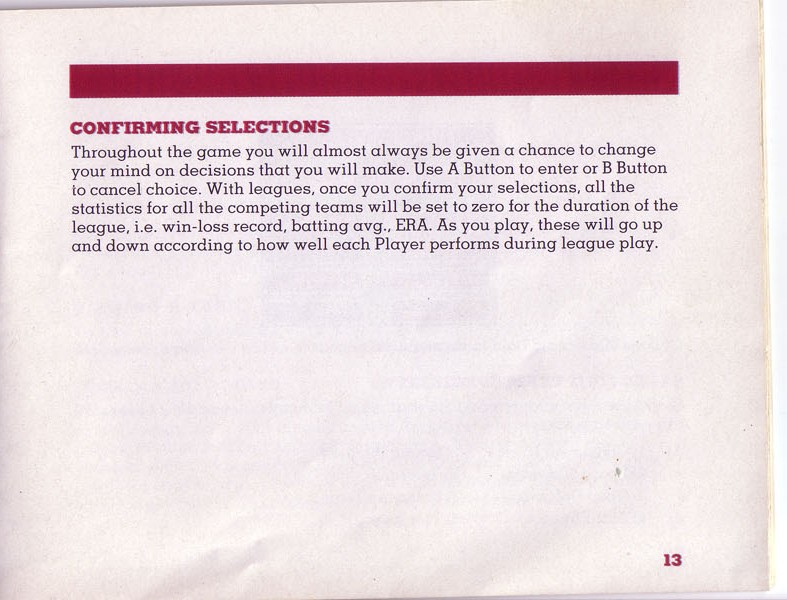 CONFIRMING SELECTIONS
Throughout the game you will almost always be given a chance to change
your mind on decisions that you will make. Use A Button to enter or B Button
to cancel choice. With leagues, once you confirm your selections, all the
statistics for all the competing teams will be set to zero for the duration of the
league, i.e. win-loss record, batting avg., ERA. As you play, these will go up
and down according to how well each Player performs during league play.
13